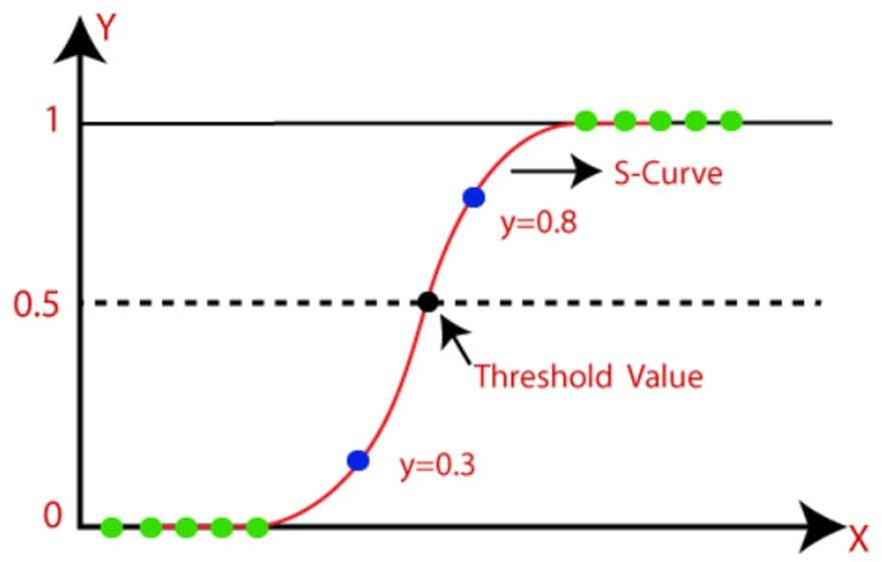 Y
1
S-Curve
y=0.8
0.5
Threshold Value
y=0.3
0
X